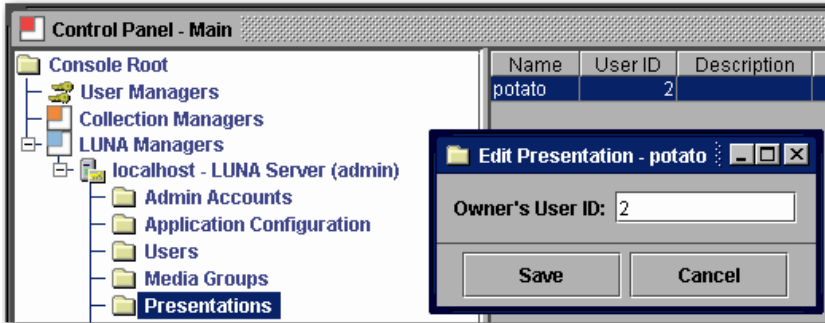 Control Panel - Main
Console Root
User Managers
Collection Managers
LUNA Managers
localhost - LUNA Server (admin)
Admin Accounts
Application Configuration
Users
Media Groups
Presentations
Name User ID Description
potato 2
Edit Presentation - potato
Owner's User ID: 2
Save Cancel